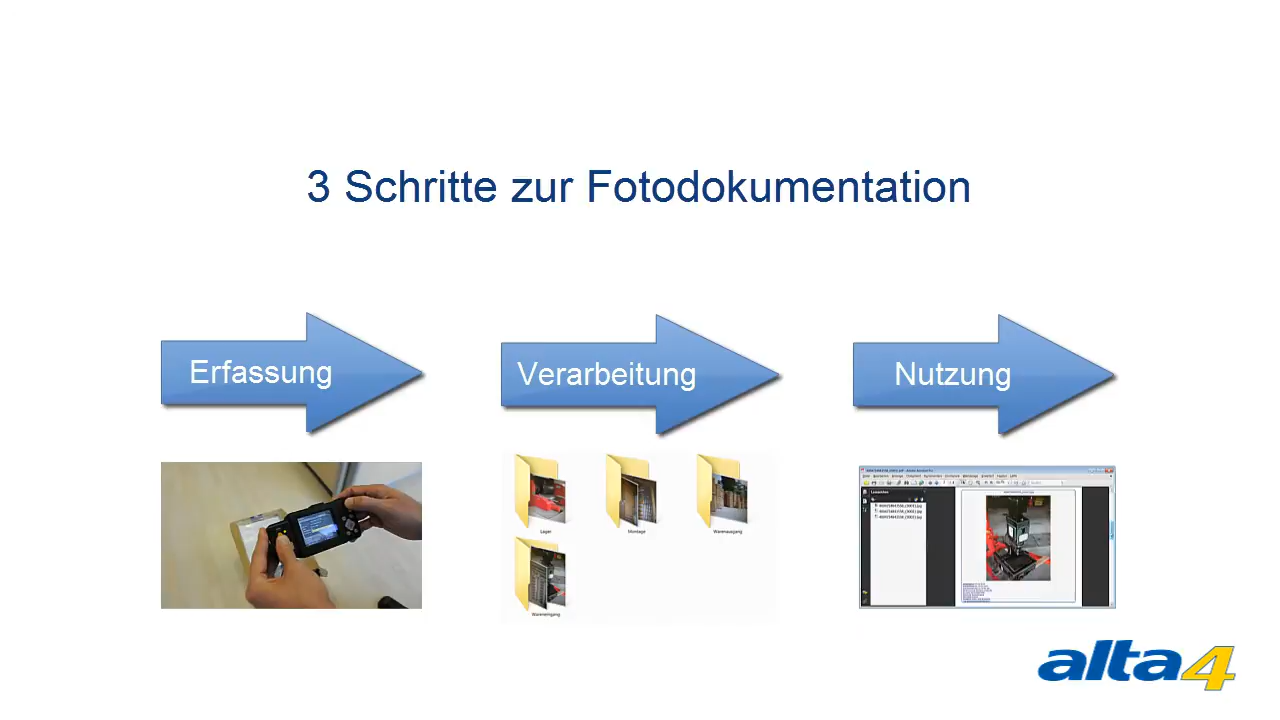 3 Schritte zur Fotodokumentation
Erfassung
Verarbeitung
Nutzung
Lager
Montage
Warenausgang
Wareneingang
alta4